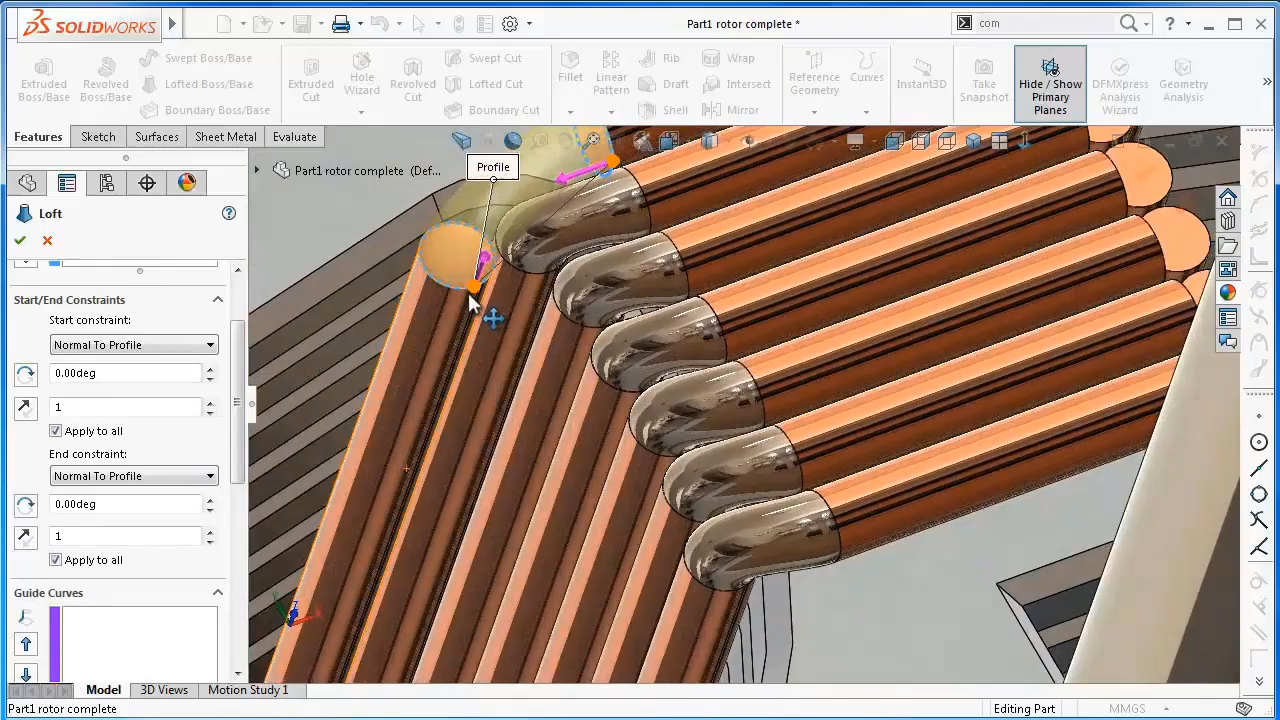 SOLIDWORKS
Part1 rotor complete *
com
Extruded Boss/Base
Revolved Boss/Base
Swept Boss/Base
Lofted Boss/Base
Boundary Boss/Base
Extruded Cut
Hole Wizard
Revolved Cut
Swept Cut
Lofted Cut
Boundary Cut
Fillet
Linear Pattern
Rib
Draft
Shell
Wrap
Intersect
Mirror
Reference Geometry
Curves
Instant3D
Take Snapshot
Hide / Show Primary Planes
DFMXpress Analysis Wizard
Geometry Analysis
Features
Sketch
Surfaces
Sheet Metal
Evaluate
Profile
Part1 rotor complete (Def...
Loft
Start/End Constraints
Start constraint:
Normal To Profile
0.00deg
1
Apply to all
End constraint:
Normal To Profile
0.00deg
1
Apply to all
Guide Curves
Model
3D Views
Motion Study 1
Part1 rotor complete
Editing Part
MMGS